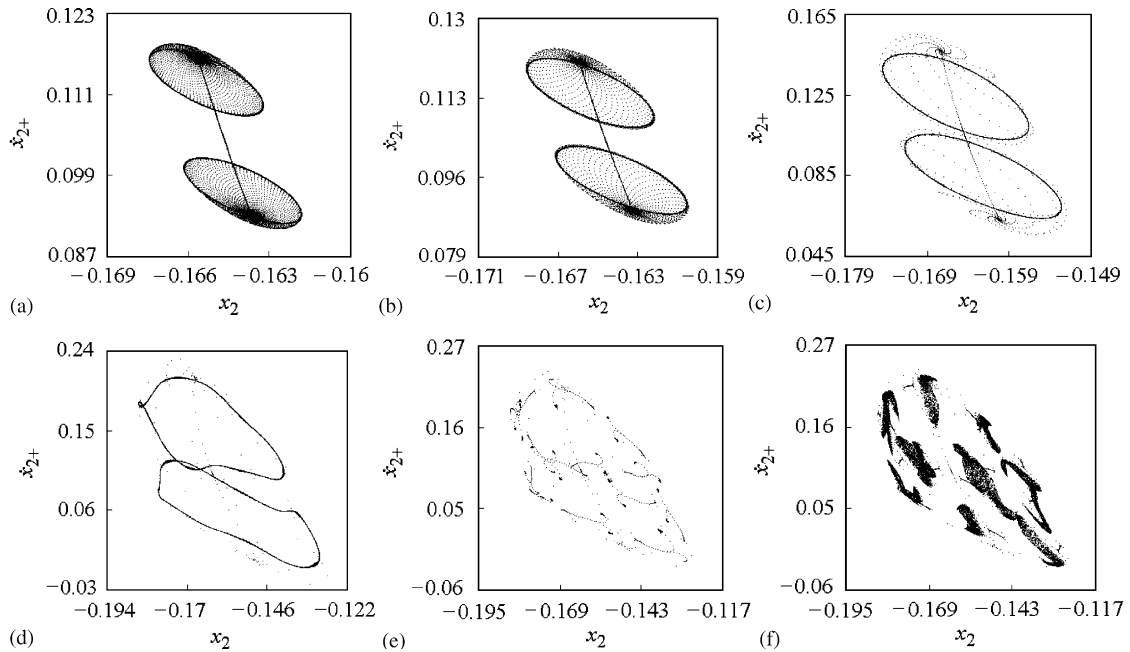 0.123
0.111
0.099
0.087
−0.169
−0.166
−0.163
−0.16
ẋ₂₊
x₂
(a)
0.13
0.113
0.096
0.079
−0.171
−0.167
−0.163
−0.159
ẋ₂₊
x₂
(b)
0.165
0.125
0.085
0.045
−0.179
−0.169
−0.159
−0.149
ẋ₂₊
x₂
(c)
0.24
0.15
0.06
−0.03
−0.194
−0.17
−0.146
−0.122
ẋ₂₊
x₂
(d)
0.27
0.16
0.05
−0.06
−0.195
−0.169
−0.143
−0.117
ẋ₂₊
x₂
(e)
0.27
0.16
0.05
−0.06
−0.195
−0.169
−0.143
−0.117
ẋ₂₊
x₂
(f)